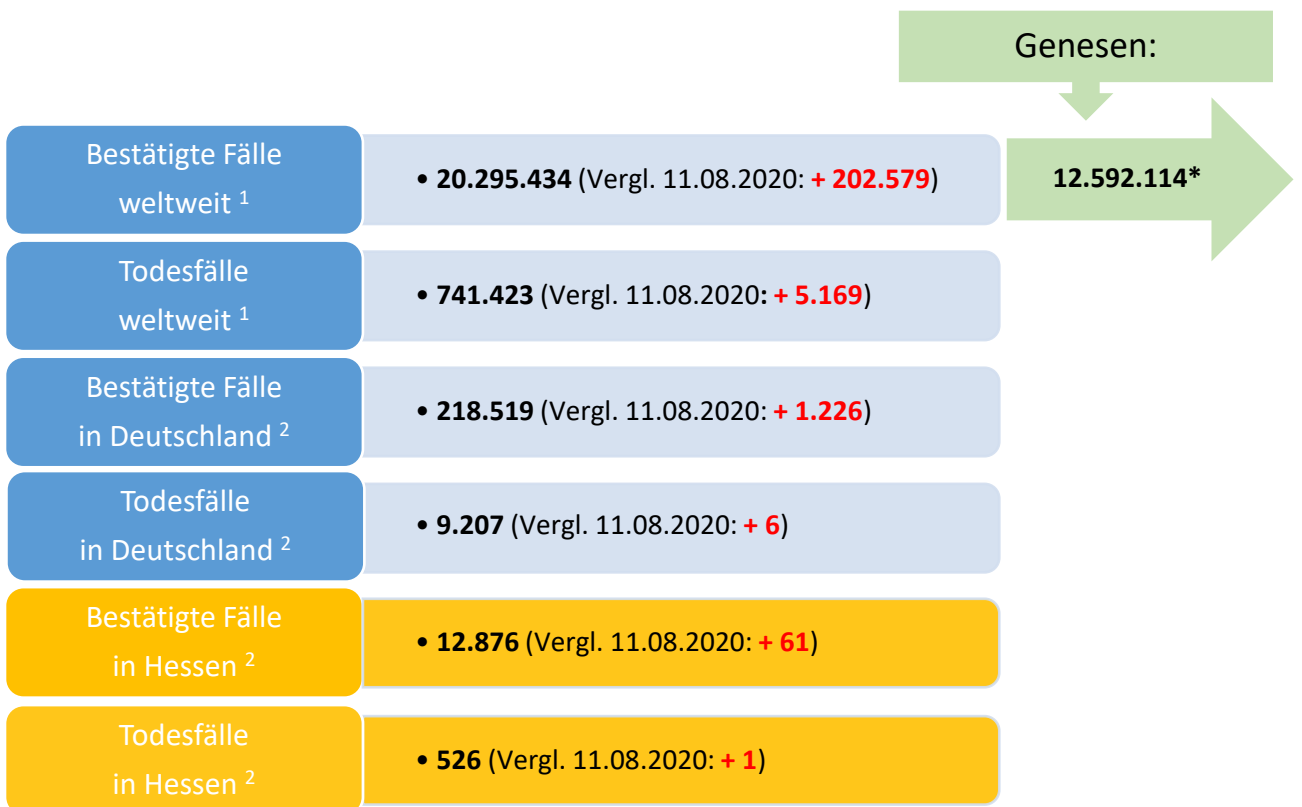 Genesen:
Bestätigte Fälle
weltweit ¹
• 20.295.434 (Vergl. 11.08.2020: + 202.579)
12.592.114*
Todesfälle
weltweit ¹
• 741.423 (Vergl. 11.08.2020: + 5.169)
Bestätigte Fälle
in Deutschland ²
• 218.519 (Vergl. 11.08.2020: + 1.226)
Todesfälle
in Deutschland ²
• 9.207 (Vergl. 11.08.2020: + 6)
Bestätigte Fälle
in Hessen ²
• 12.876 (Vergl. 11.08.2020: + 61)
Todesfälle
in Hessen ²
• 526 (Vergl. 11.08.2020: + 1)